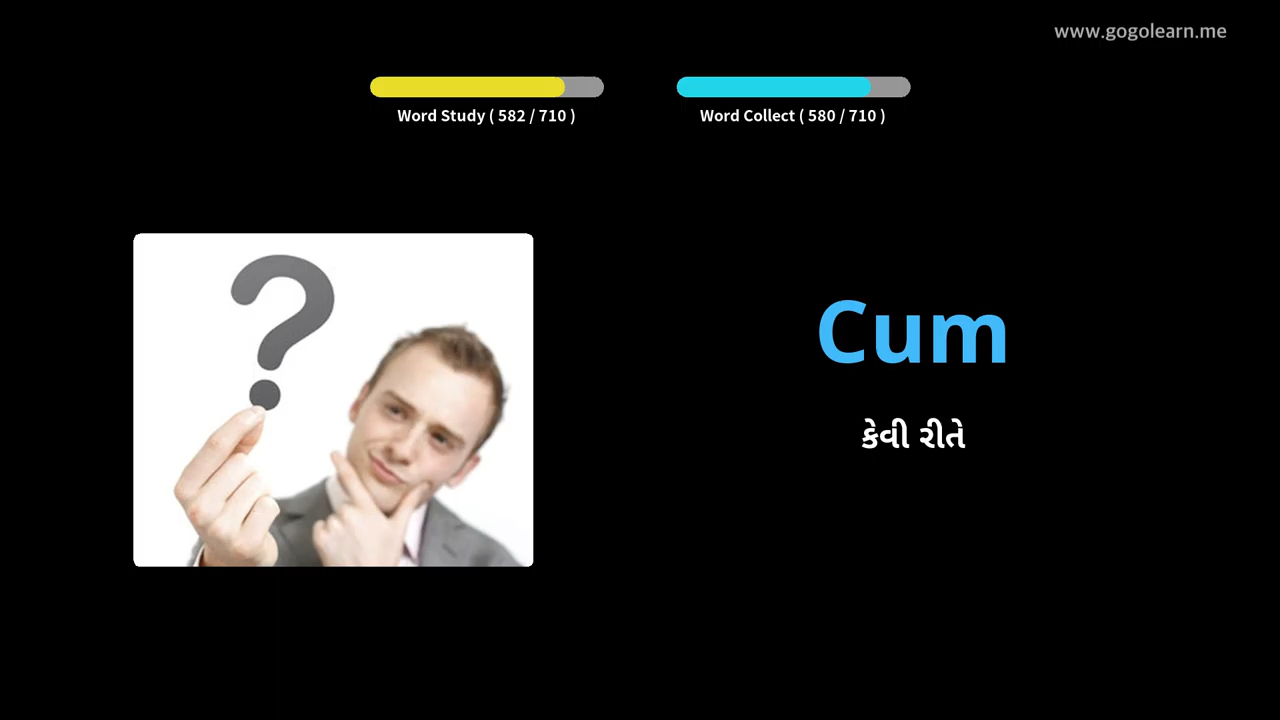 www.gogolearn.me
Word Study ( 582 / 710 )
Word Collect ( 580 / 710 )
?
Cum
કેવી રીતે